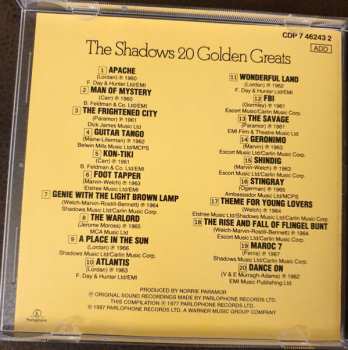 CDP 7 46243 2
ADD
The Shadows 20 Golden Greats
1 APACHE
(Lordan) ℗ 1960
F. Day & Hunter Ltd/EMI
2 MAN OF MYSTERY
(Carr) ℗ 1960
B. Feldman & C. Ltd/EMI
3 THE FRIGHTENED CITY
(Paramor) ℗ 1961
Dick James Music Ltd
4 GUITAR TANGO
(Maine-Liferman) ℗ 1962
Belwin Mills Music Ltd/MCPS
5 KON-TIKI
(Carr) ℗ 1961
B. Feldman & Co. Ltd/EMI
6 FOOT TAPPER
(Marvin-Welch) ℗ 1963
Elstree Music Ltd/EMI
7 GENIE WITH THE LIGHT BROWN LAMP
(Welch-Marvin-Rostill-Bennett) ℗ 1964
Shadows Music Ltd/Carlin Music Corp.
8 THE WARLORD
(Jerome Moross) ℗ 1965
MCA Music Ltd
9 A PLACE IN THE SUN
(Lordan) ℗ 1966
Shadows Music Ltd/Carlin Music Corp.
10 ATLANTIS
(Lordan) ℗ 1963
F. Day & Hunter Ltd/EMI
11 WONDERFUL LAND
(Lordan) ℗ 1962
F. Day & Hunter Ltd/EMI
12 FBI
(Gormley) ℗ 1961
Escort Music/Carlin Music Corp.
13 THE SAVAGE
(Paramor) ℗ 1961
EMI Film & Theatre Music Ltd
14 GERONIMO
(Marvin) ℗ 1963
Escort Music Ltd/Carlin Music Corp.
15 SHINDIG
(Marvin-Welch) ℗ 1963
Escort Music Ltd/Carlin Music Corp.
16 STINGRAY
(Ogerman) ℗ 1965
Ambassador Music Ltd/MCPS
17 THEME FOR YOUNG LOVERS
(Welch) ℗ 1964
Elstree Music Ltd/Shadows Music Ltd/EMI
18 THE RISE AND FALL OF FLINGEL BUNT
(Welch-Marvin-Rostill-Bennett) ℗ 1964
Escort Music Ltd/Carlin Music Corp.
19 MAROC 7
(Ferris) ℗ 1967
Shadows Music Ltd/Carlin Music Corp.
20 DANCE ON
(V & E Murtagh-Adams) ℗ 1962
EMI Music Publishing Ltd
Parlophone
PRODUCED BY NORRIE PARAMOR
℗ ORIGINAL SOUND RECORDINGS MADE BY PARLOPHONE RECORDS LTD.
THIS COMPILATION ℗ 1977 PARLOPHONE RECORDS LTD.
© 1987 PARLOPHONE RECORDS LTD. A WARNER MUSIC GROUP COMPANY.